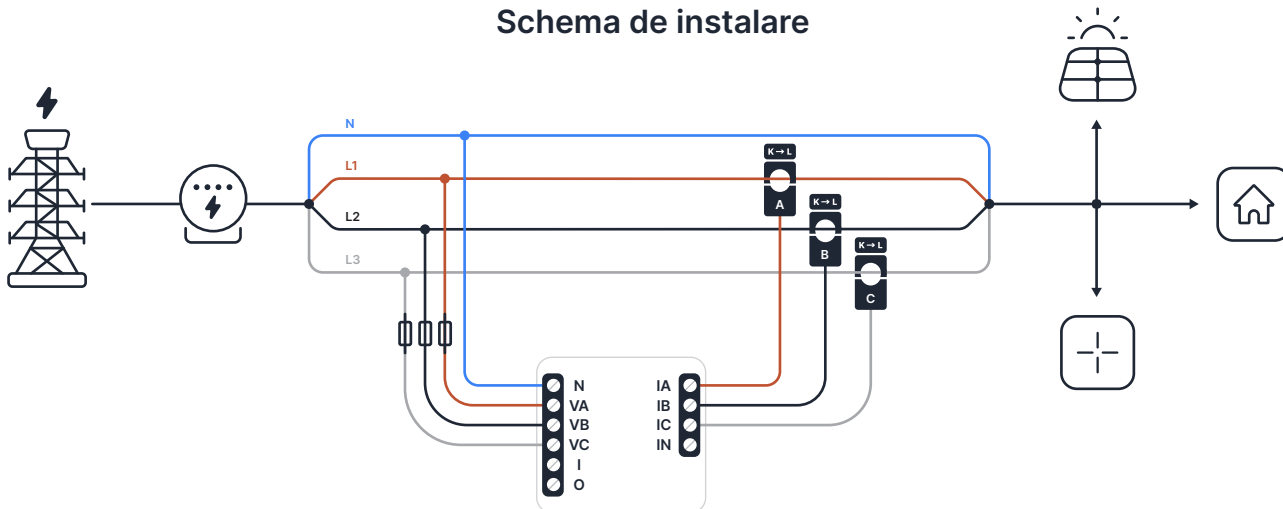 Schema de instalare
N
L1
K→L
A
L2
K→L
B
L3
K→L
C
N
VA
VB
VC
I
O
IA
IB
IC
IN